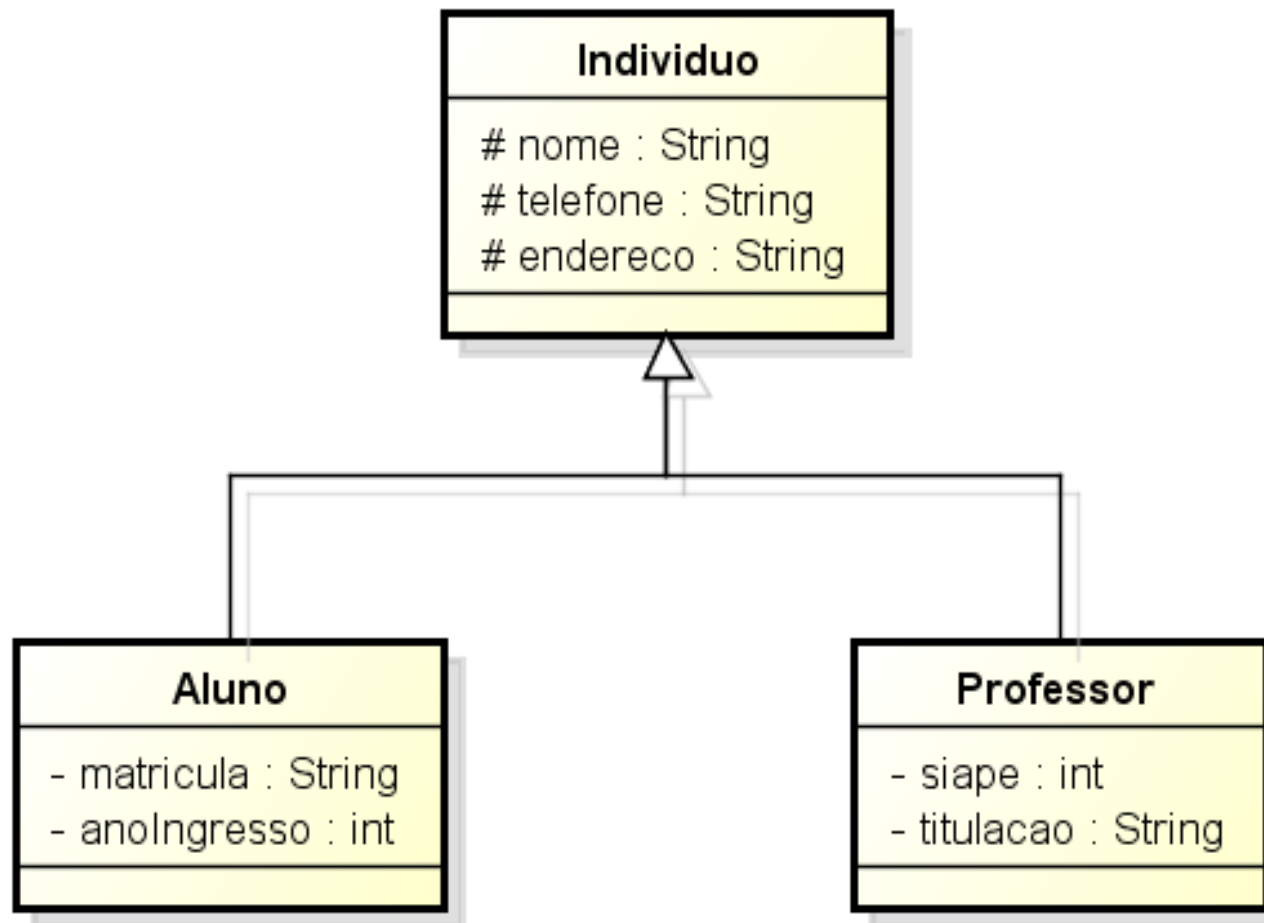 Individuo
# nome : String
# telefone : String
# endereco : String
Aluno
- matricula : String
- anoIngresso : int
Professor
- siape : int
- titulacao : String